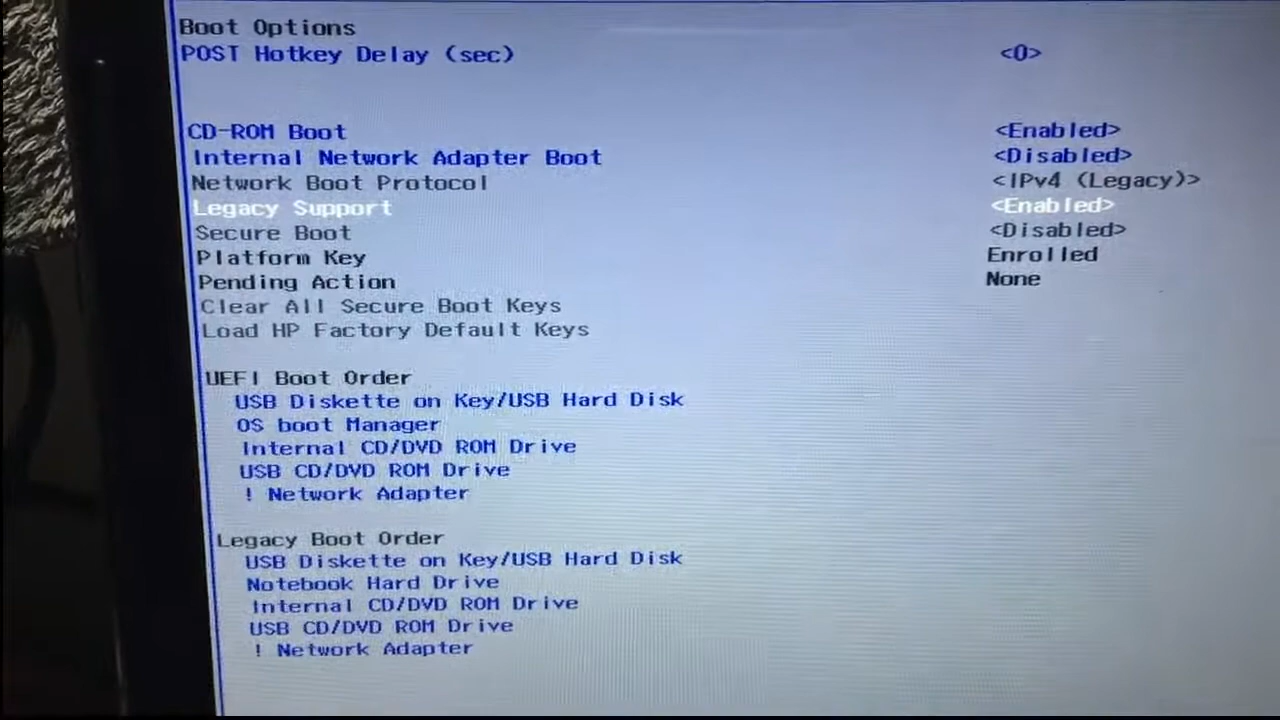 Boot Options
POST Hotkey Delay (sec) <0>
CD-ROM Boot <Enabled>
Internal Network Adapter Boot <Disabled>
Network Boot Protocol <IPv4 (Legacy)>
Legacy Support <Enabled>
Secure Boot <Disabled>
Platform Key Enrolled
Pending Action None
Clear All Secure Boot Keys
Load HP Factory Default Keys
UEFI Boot Order
USB Diskette on Key/USB Hard Disk
OS boot Manager
Internal CD/DVD ROM Drive
USB CD/DVD ROM Drive
! Network Adapter
Legacy Boot Order
USB Diskette on Key/USB Hard Disk
Notebook Hard Drive
Internal CD/DVD ROM Drive
USB CD/DVD ROM Drive
! Network Adapter